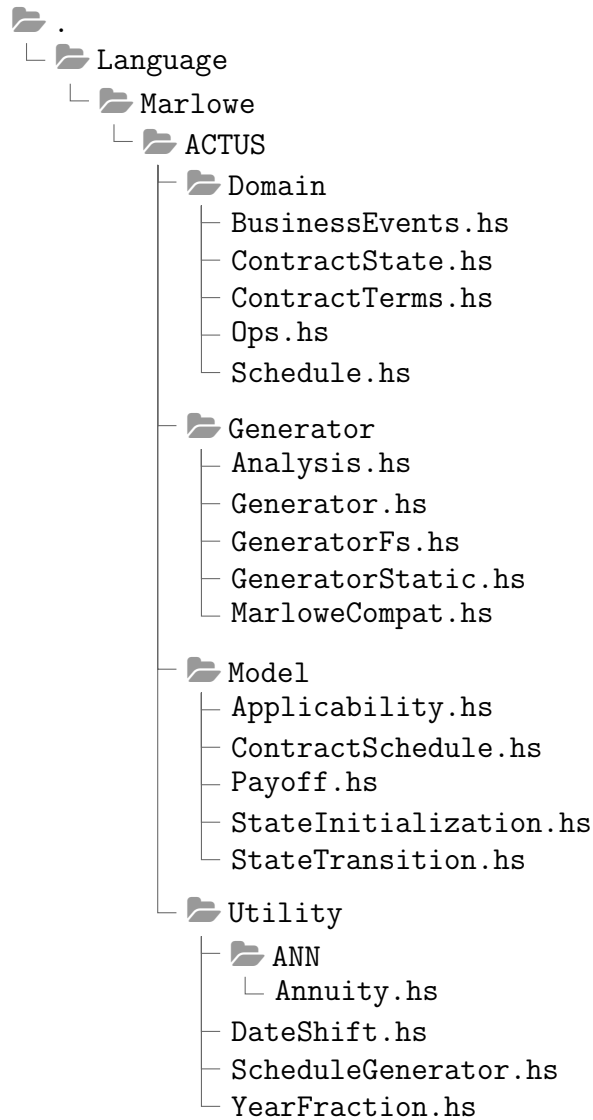 .
Language
Marlowe
ACTUS
Domain
BusinessEvents.hs
ContractState.hs
ContractTerms.hs
Ops.hs
Schedule.hs
Generator
Analysis.hs
Generator.hs
GeneratorFs.hs
GeneratorStatic.hs
MarloweCompat.hs
Model
Applicability.hs
ContractSchedule.hs
Payoff.hs
StateInitialization.hs
StateTransition.hs
Utility
ANN
Annuity.hs
DateShift.hs
ScheduleGenerator.hs
YearFraction.hs